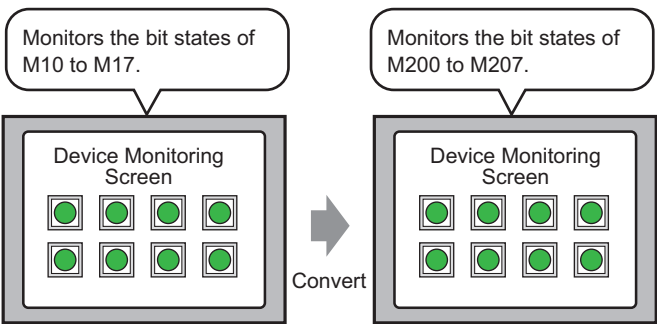 Monitors the bit states of
M10 to M17.
Device Monitoring
Screen
Convert
Monitors the bit states of
M200 to M207.
Device Monitoring
Screen